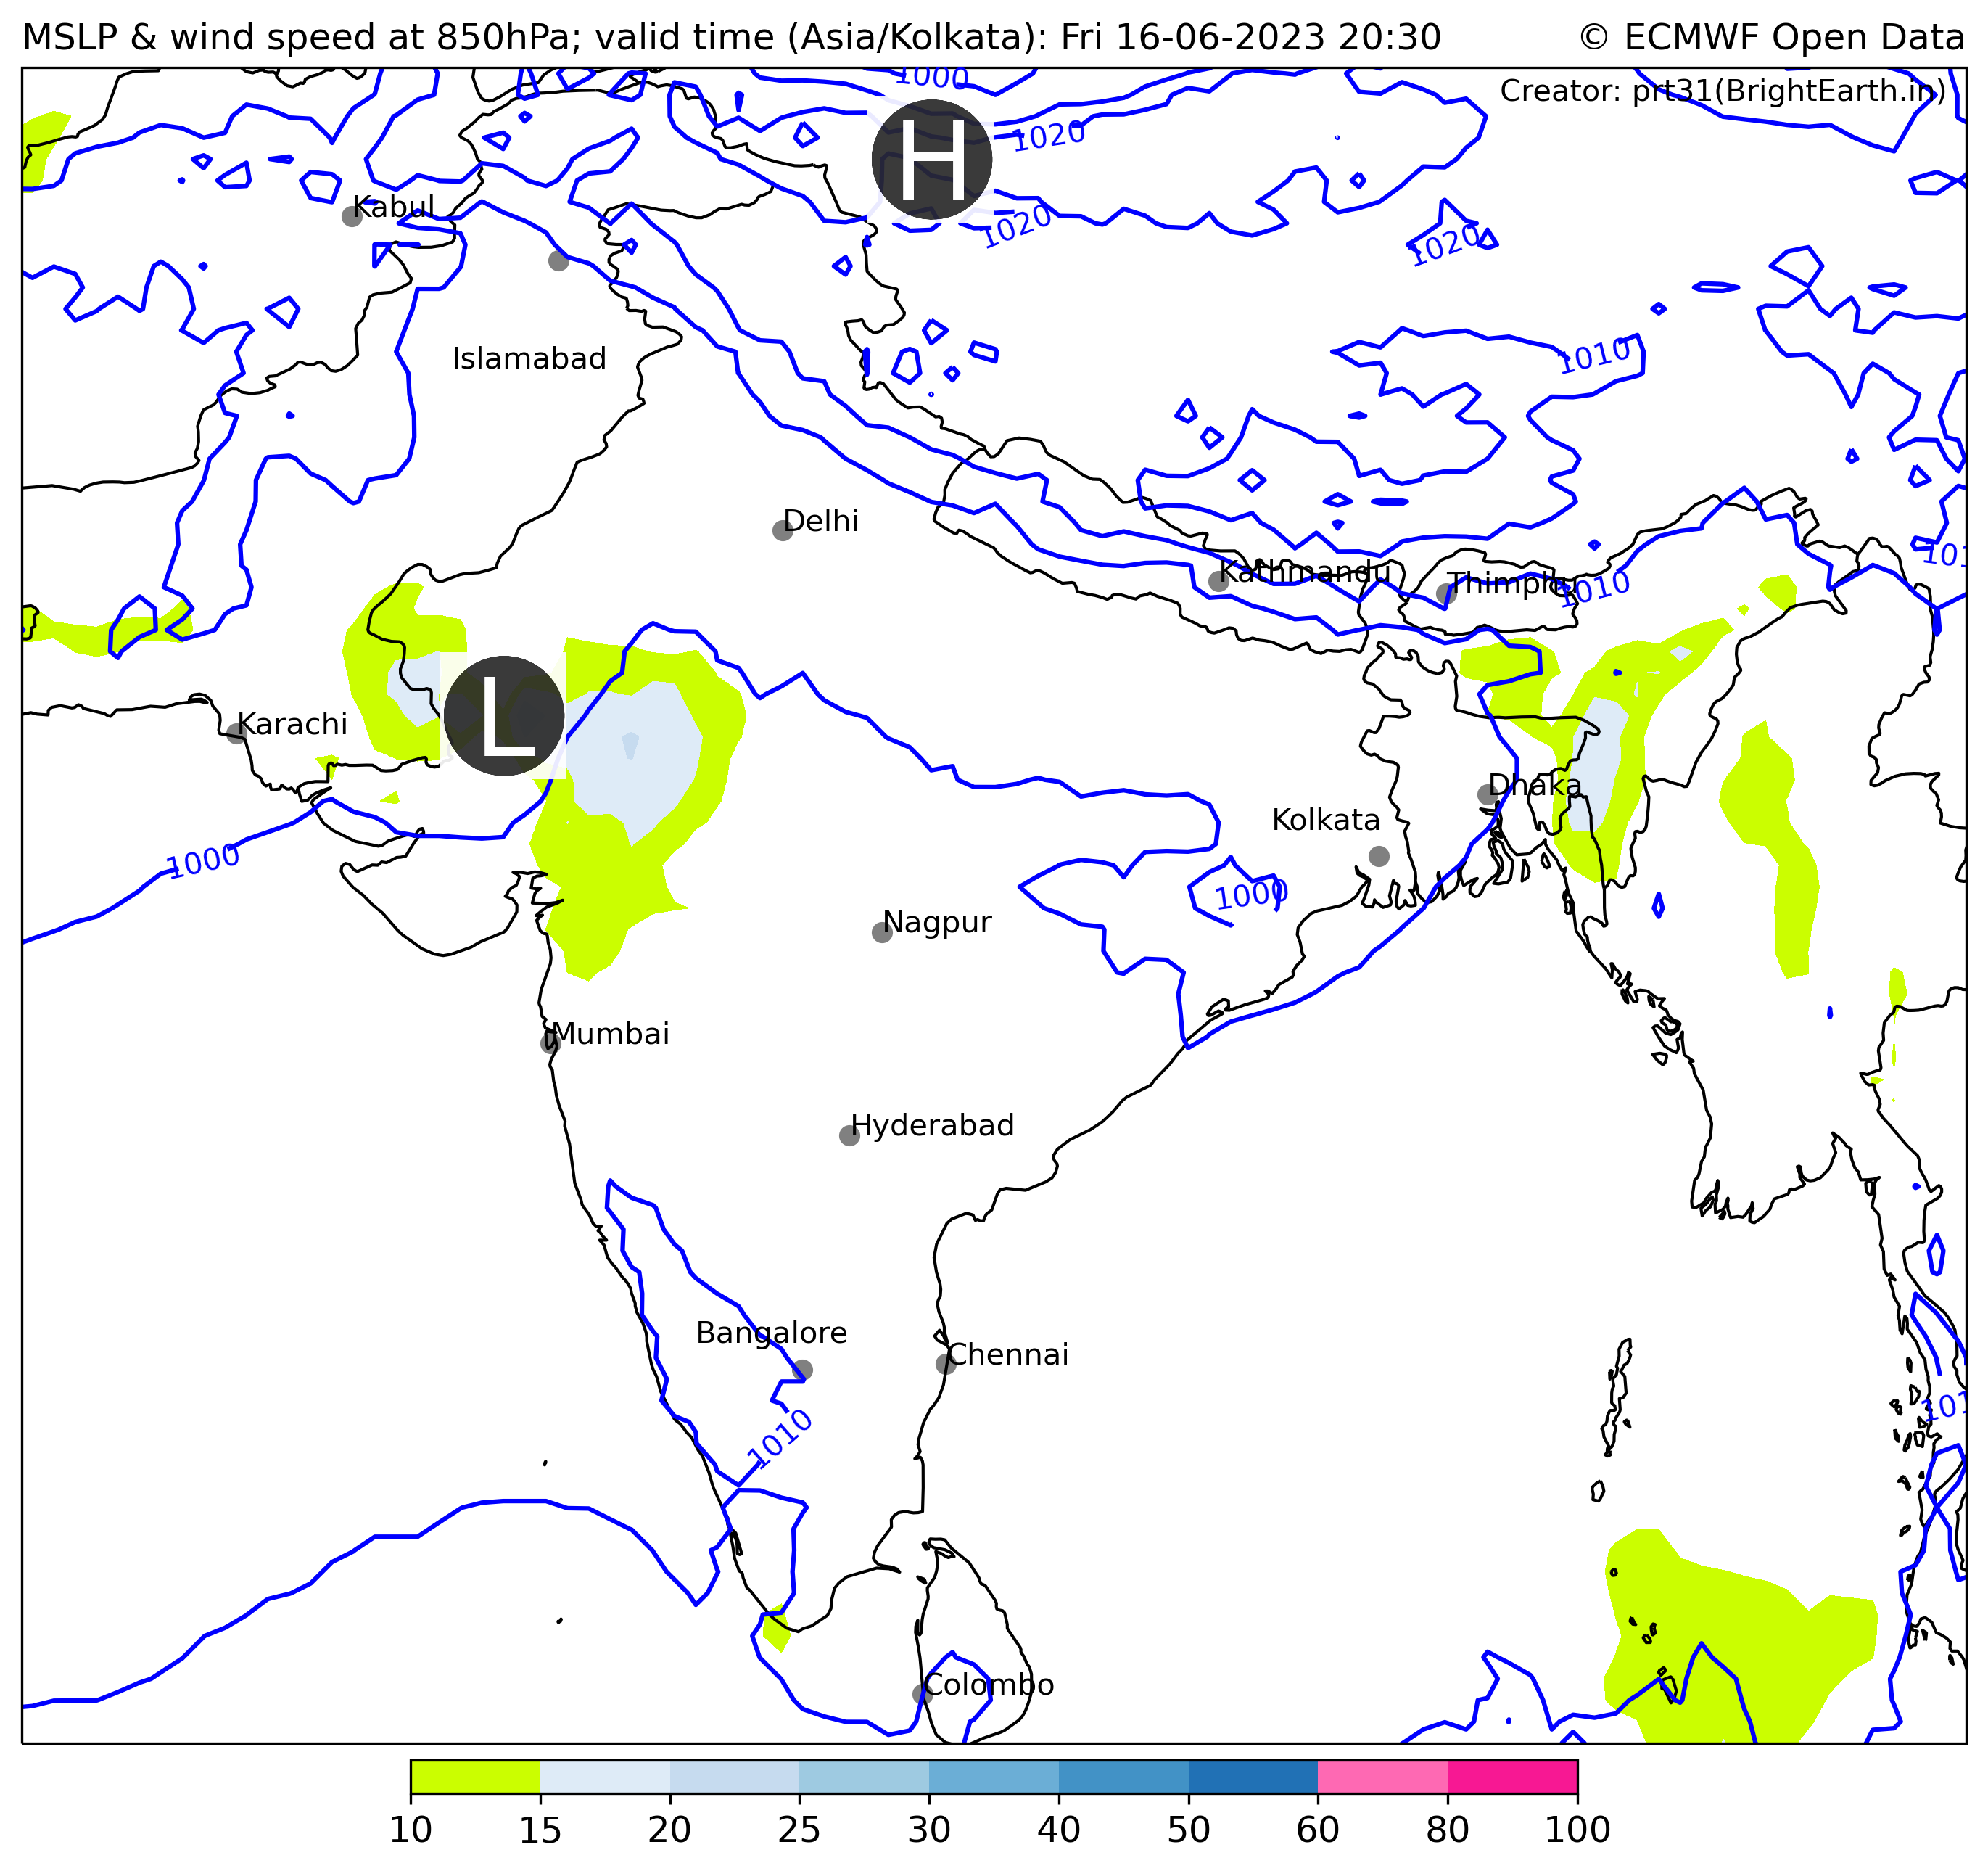 MSLP & wind speed at 850hPa; valid time (Asia/Kolkata): Fri 16-06-2023 20:30
© ECMWF Open Data
1000
Creator: prt31(BrightEarth.in)
1020
H
Kabul
1020
1020
Islamabad
1010
Delhi
101
Kathmandu
Thimphu
1010
L
Karachi
Dhaka
Kolkata
1000
1000
Nagpur
Mumbai
Hyderabad
Bangalore
Chennai
101
1010
Colombo
10 15 20 25 30 40 50 60 80 100